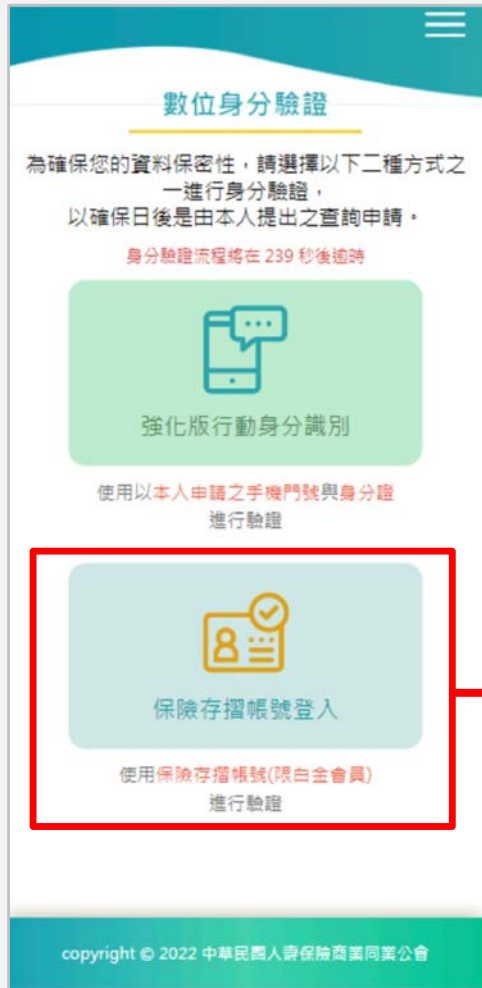 數位身分驗證
為確保您的資料保密性，請選擇以下二種方式之
一進行身分驗證，
以確保日後是由本人提出之查詢申請。
身分驗證流程將在 239 秒後逾時
強化版行動身分識別
使用以本人申請之手機門號與身分證
進行驗證
保險存摺帳號登入
使用保險存摺帳號(限白金會員)
進行驗證
copyright © 2022 中華民國人壽保險商業同業公會